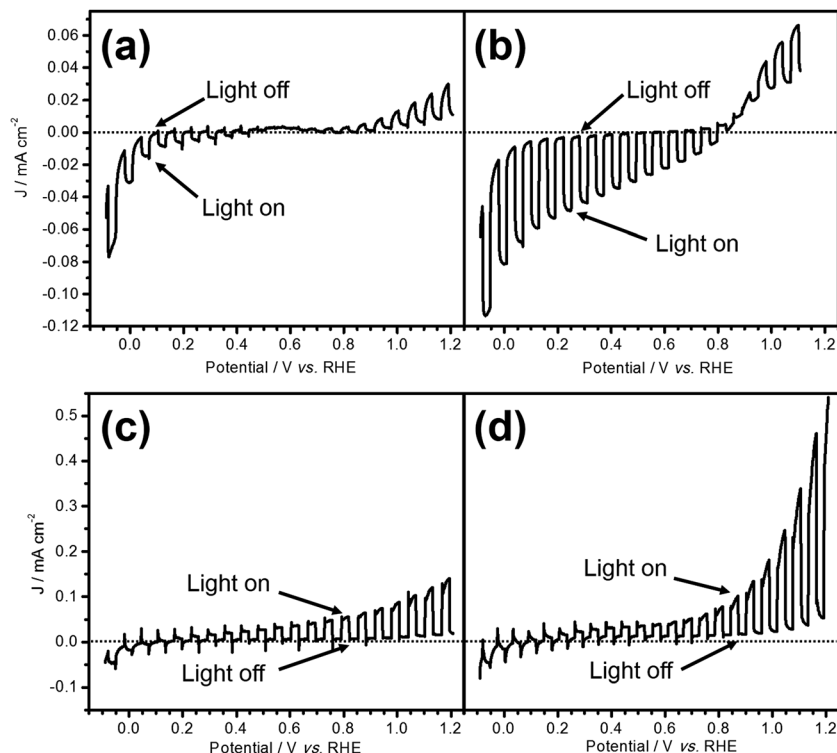 (a)
(b)
0.06
0.04
0.02
0.00
-0.02
-0.04
-0.06
-0.08
-0.10
-0.12
J / mA cm⁻²
Light off
Light on
Light off
Light on
0.0 0.2 0.4 0.6 0.8 1.0 1.2
0.0 0.2 0.4 0.6 0.8 1.0 1.2
Potential / V vs. RHE
Potential / V vs. RHE
(c)
(d)
0.5
0.4
0.3
0.2
0.1
0.0
-0.1
J / mA cm⁻²
Light on
Light off
Light on
Light off
0.0 0.2 0.4 0.6 0.8 1.0 1.2
0.0 0.2 0.4 0.6 0.8 1.0 1.2
Potential / V vs. RHE
Potential / V vs. RHE